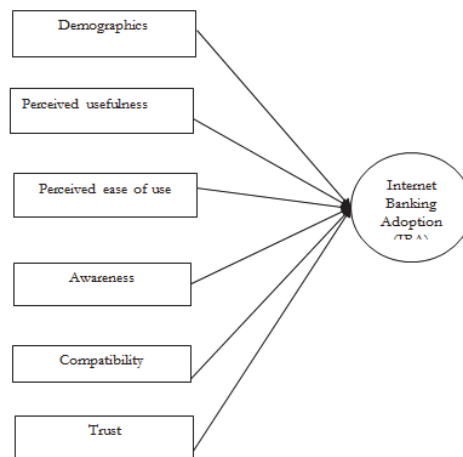 Demographics
Perceived usefulness
Perceived ease of use
Awareness
Compatibility
Trust
Internet
Banking
Adoption